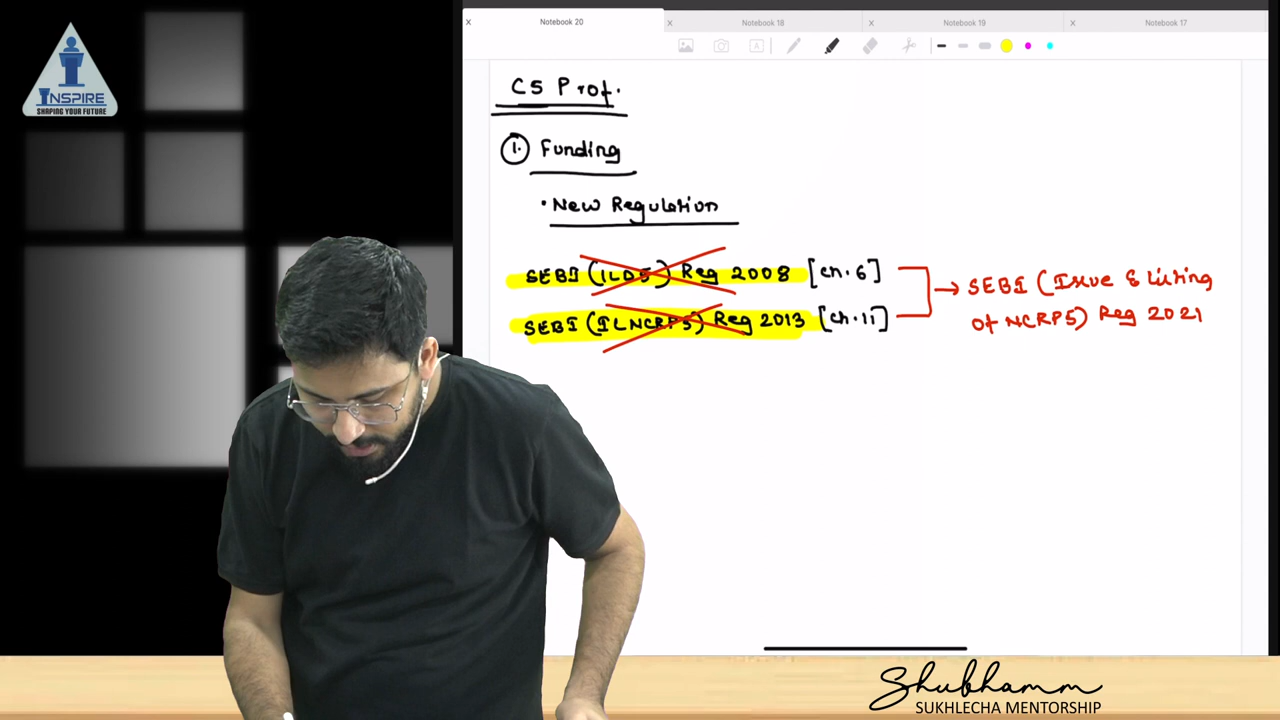 INSPIRE
SHAPING YOUR FUTURE
Notebook 20
Notebook 18
Notebook 19
Notebook 17
CS Prof.
1. Funding
• New Regulation
SEBI (ILDS) Reg 2008 [Ch. 6]
SEBI (ILNCRPS) Reg 2013 [Ch. 11]
→ SEBI (Issue & Listing
of NCRPS) Reg 2021
Shubhamm
SUKHLECHA MENTORSHIP